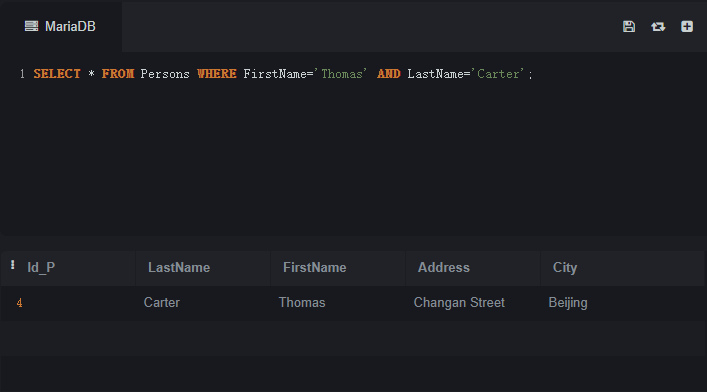 MariaDB
1 SELECT * FROM Persons WHERE FirstName='Thomas' AND LastName='Carter';
Id_P LastName FirstName Address City
4 Carter Thomas Changan Street Beijing